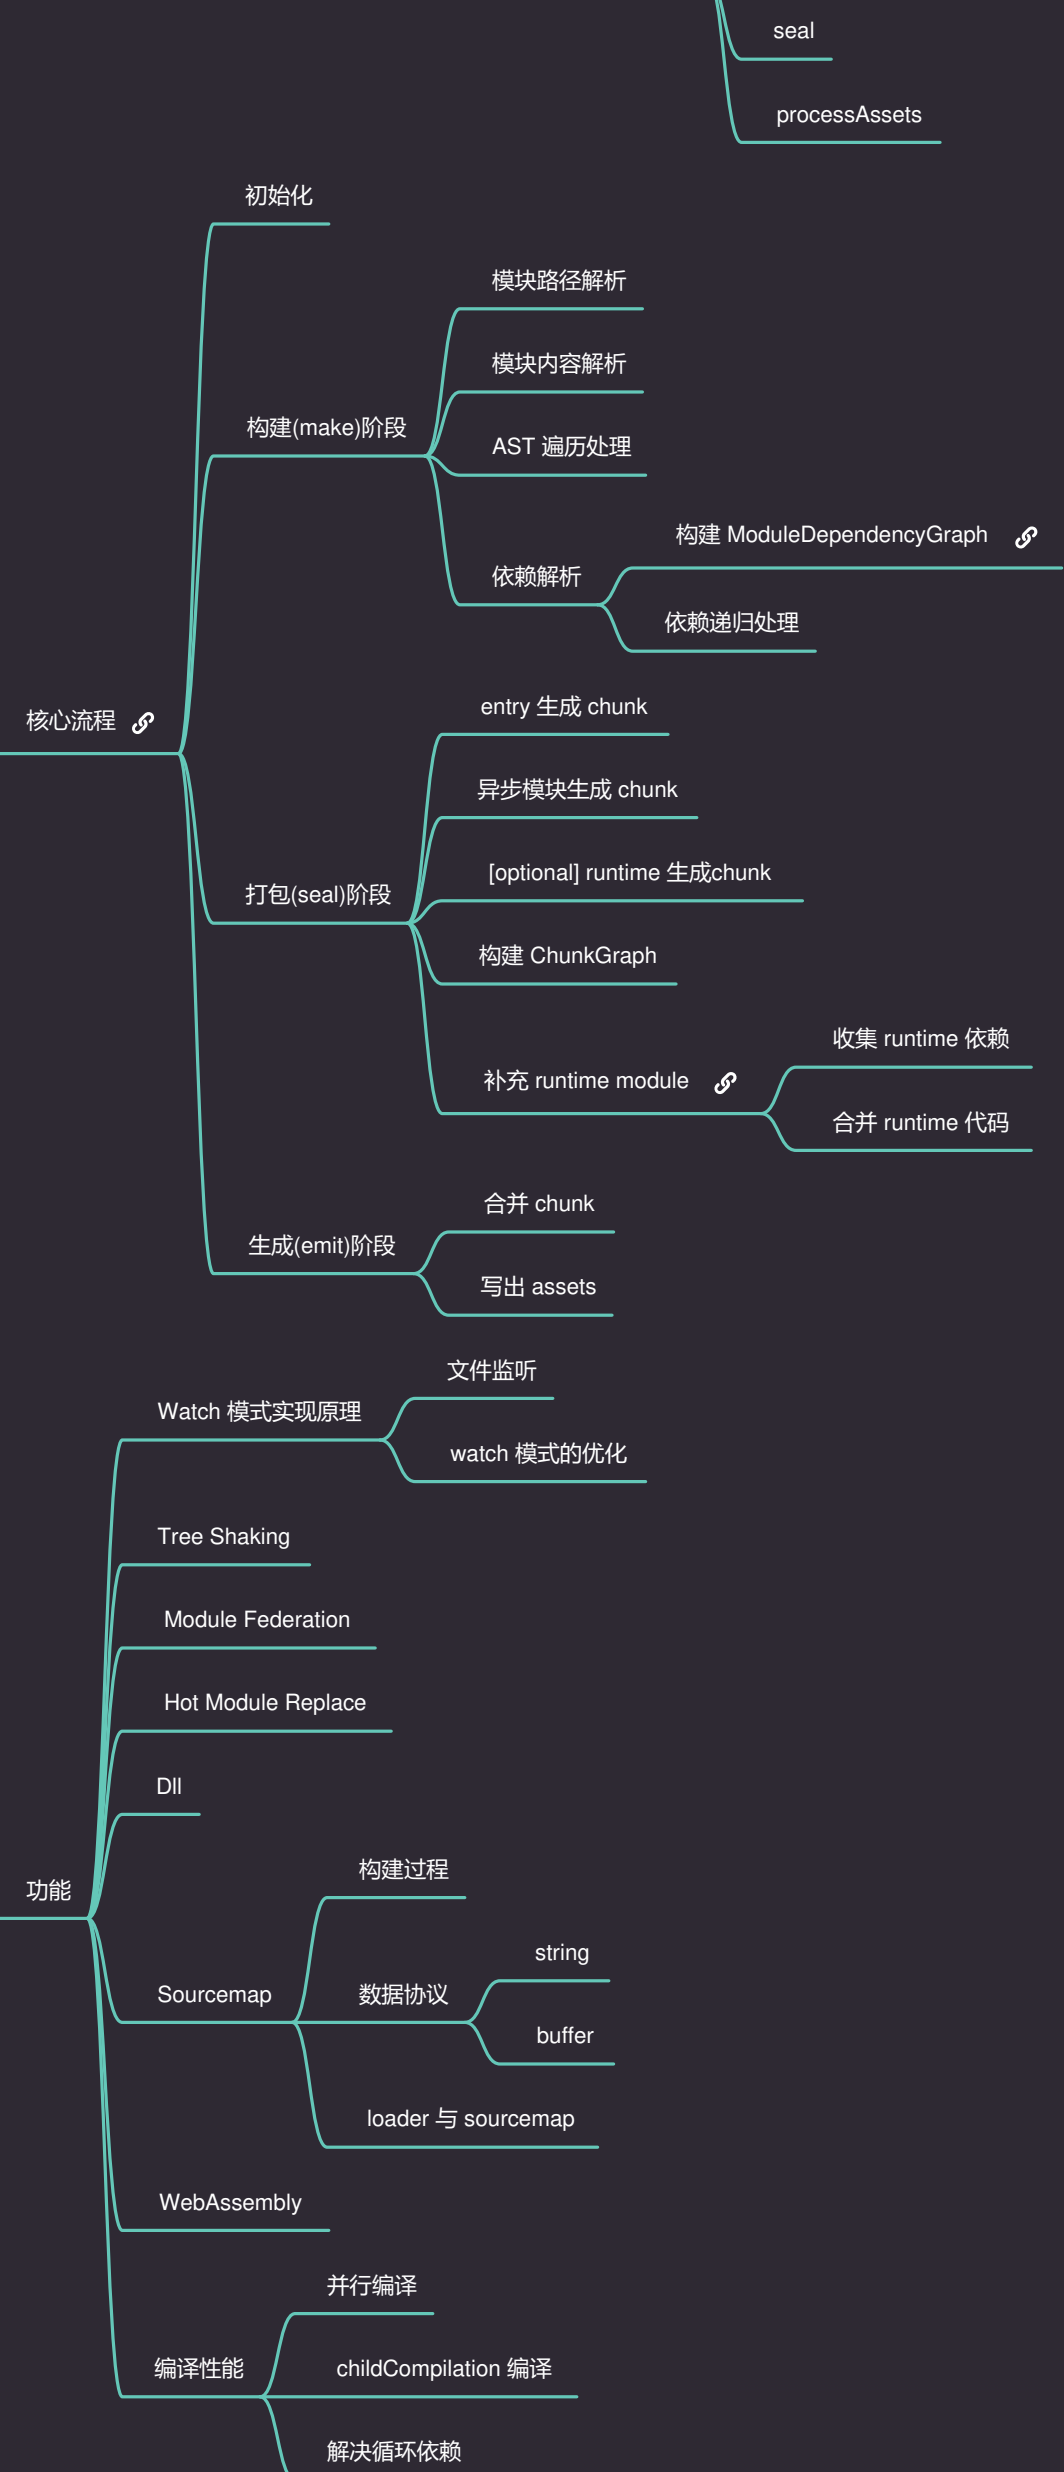 seal
processAssets
初始化
模块路径解析
模块内容解析
构建(make)阶段
AST 遍历处理
构建 ModuleDependencyGraph
依赖解析
依赖递归处理
entry 生成 chunk
核心流程
异步模块生成 chunk
[optional] runtime 生成chunk
打包(seal)阶段
构建 ChunkGraph
收集 runtime 依赖
补充 runtime module
合并 runtime 代码
合并 chunk
生成(emit)阶段
写出 assets
文件监听
Watch 模式实现原理
watch 模式的优化
Tree Shaking
Module Federation
Hot Module Replace
Dll
构建过程
功能
string
Sourcemap
数据协议
buffer
loader 与 sourcemap
WebAssembly
并行编译
编译性能
childCompilation 编译
解决循环依赖